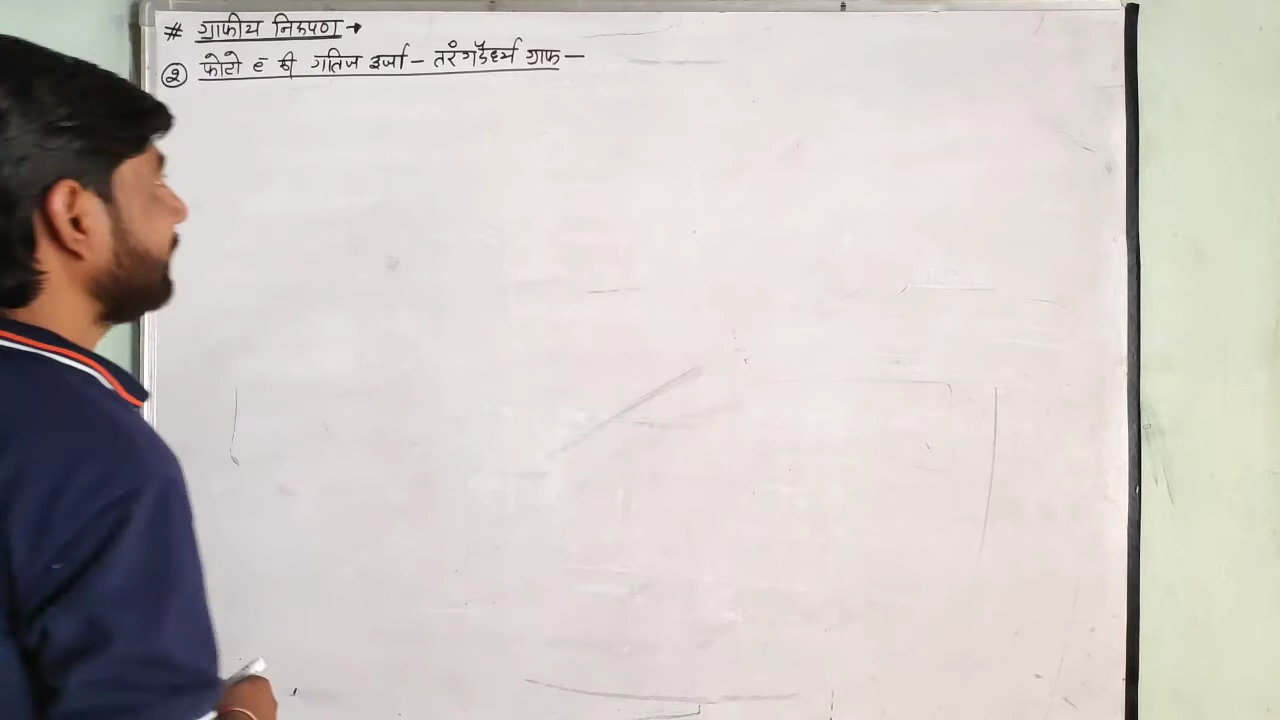 # ग्राफीय निरूपण →
② फोटो e⁻ की गतिज ऊर्जा - तरंगदैर्ध्य ग्राफ -